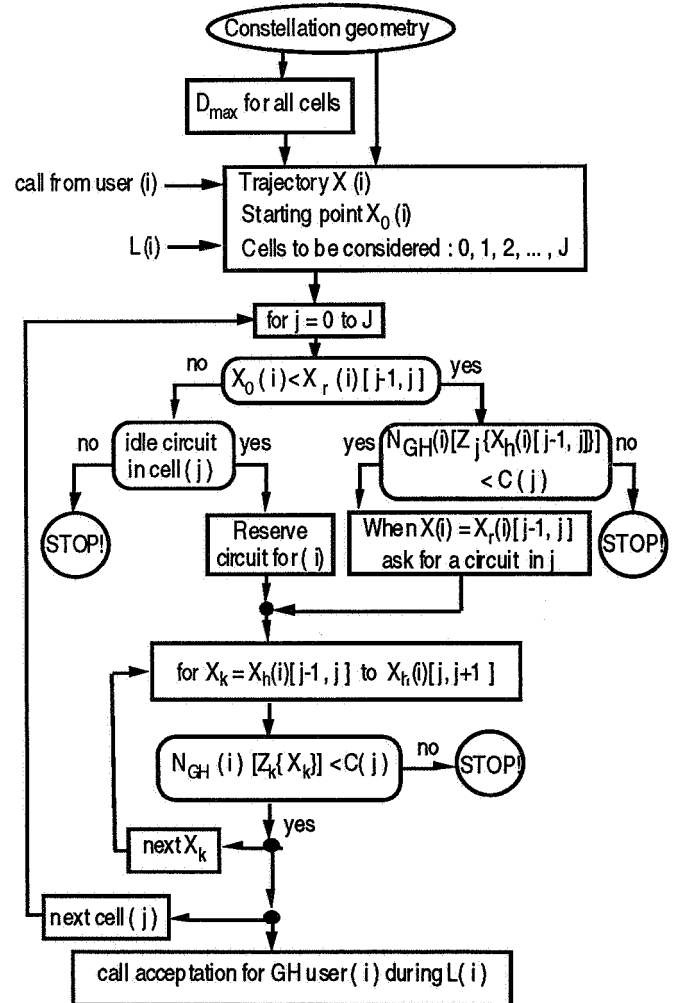 Constellation geometry
D_max for all cells
call from user (i)
L(i)
Trajectory X (i)
Starting point X_0 (i)
Cells to be considered : 0, 1, 2, ... , J
for j = 0 to J
no
X_0 (i) < X_r (i) [ j-1, j ]
yes
no
idle circuit
in cell ( j )
yes
yes
N_GH (i)[Z_j {X_h(i)[j-1, j]}]
< C ( j )
no
STOP!
Reserve
circuit for ( i )
When X(i) = X_r(i)[j-1, j]
ask for a circuit in j
STOP!
for X_k = X_h(i)[ j-1, j ] to X_h(i)[ j, j+1 ]
N_GH (i) [Z_k{ X_k}] < C( j )
no
STOP!
yes
next X_k
next cell ( j )
call acceptation for GH user ( i ) during L( i )